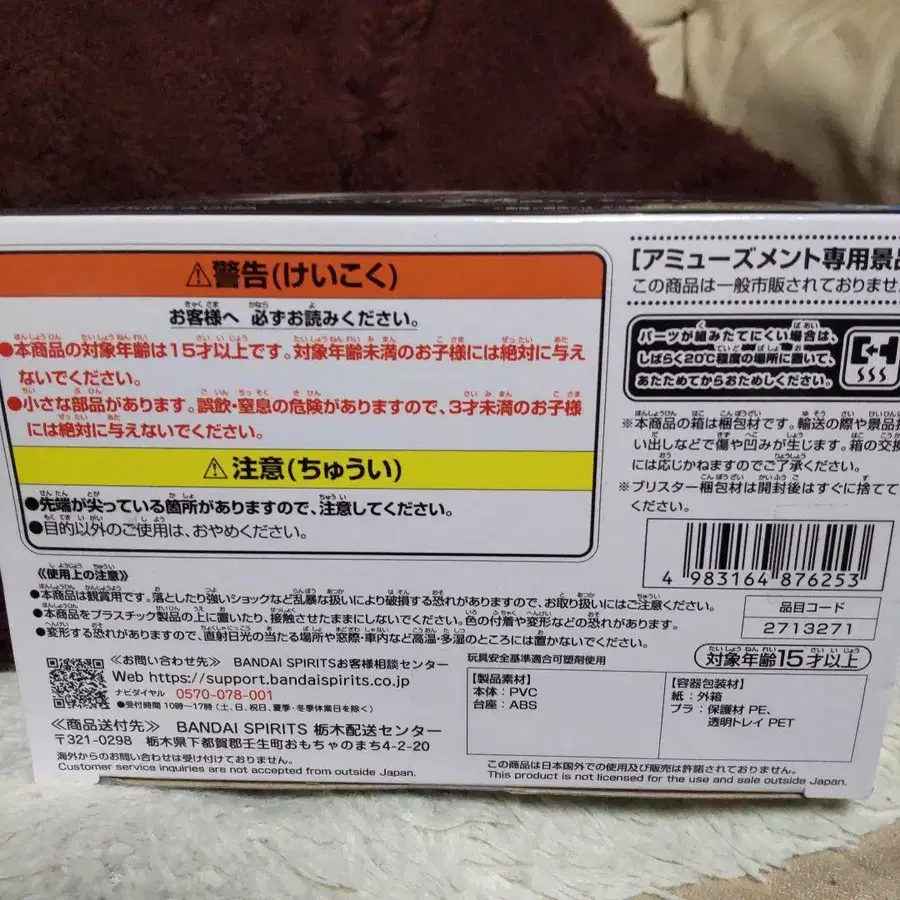 ⚠警告(けいこく)
お客様へ 必ずお読みください。
●本商品の対象年齢は15才以上です。対象年齢未満のお子様には絶対に与え
ないでください。
●小さな部品があります。誤飲・窒息の危険がありますので、3才未満のお子様
には絶対に与えないでください。
⚠注意(ちゅうい)
●先端が尖っている箇所がありますので、注意してください。
●目的以外のご使用は、おやめください。
《使用上の注意》
●本商品は観賞用です。落としたり強いショックなど乱暴な扱いにより破損する恐れがありますので、お取り扱いにはご注意ください。
●本商品をプラスチック製品の上に置いたり、接触させたままにしないでください。色の付着や変形などの恐れがあります。
●変形する恐れがありますので、直射日光の当たる場所や窓際・車内など高温・多湿のところには置かないでください。
≪お問い合わせ先≫ BANDAI SPIRITSお客様相談センター
Web https://support.bandaispirits.co.jp
ナビダイヤル 0570-078-001
●受付時間 10時〜17時(土、日、祝日、夏季・冬季休業日を除く)
≪商品送付先≫ BANDAI SPIRITS 栃木配送センター
〒321-0298 栃木県下都賀郡壬生町おもちゃのまち4-2-20
海外からのお問い合わせは受け付けておりません。
Customer service inquiries are not accepted from outside Japan.
[アミューズメント専用景品
この商品は一般市販されておりません
パーツが組みたてにくい場合は、
しばらく20℃程度の場所に置いて、
あたためてからおためしください。
※本商品の箱は梱包材です。輸送の際や景品払
い出しなどで傷や凹みが生じます。箱の交換
には応じかねますのでご了承ください。
※ブリスター梱包材は開封後はすぐに捨てて
4 983164 876253
品目コード
2713271
対象年齢15才以上
玩具安全基準適合可塑剤使用
【製品素材】
本体:PVC
台座:ABS
【容器包装材】
紙:外箱
プラ:保護材 PE、
透明トレイ PET
この商品は日本国外での使用及び販売は許諾されておりません。
This product is not licensed for the use and sale outside Japan.